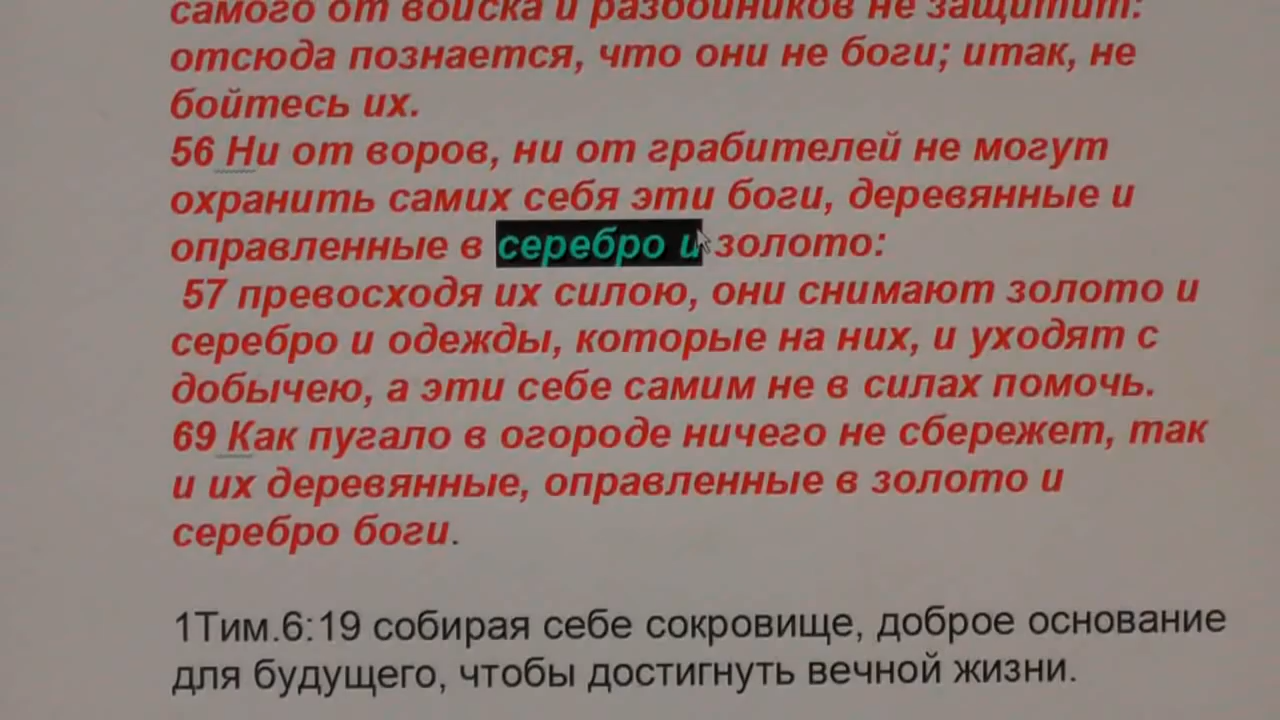 самого от войска и разбойников не защитит:
отсюда познается, что они не боги; итак, не
бойтесь их.
56 Ни от воров, ни от грабителей не могут
охранить самих себя эти боги, деревянные и
оправленные в серебро и золото:
57 превосходя их силою, они снимают золото и
серебро и одежды, которые на них, и уходят с
добычею, а эти себе самим не в силах помочь.
69 Как пугало в огороде ничего не сбережет, так
и их деревянные, оправленные в золото и
серебро боги.
1Тим.6:19 собирая себе сокровище, доброе основание
для будущего, чтобы достигнуть вечной жизни.